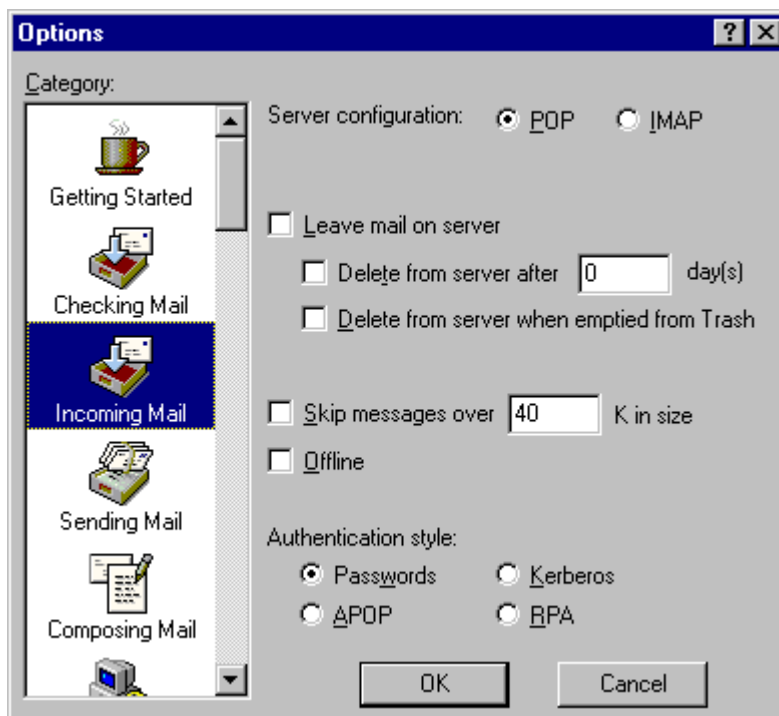 Options
Category:
Getting Started
Checking Mail
Incoming Mail
Sending Mail
Composing Mail
Server configuration: POP IMAP
Leave mail on server
Delete from server after 0 day(s)
Delete from server when emptied from Trash
Skip messages over 40 K in size
Offline
Authentication style:
Passwords Kerberos
APOP RPA
OK Cancel